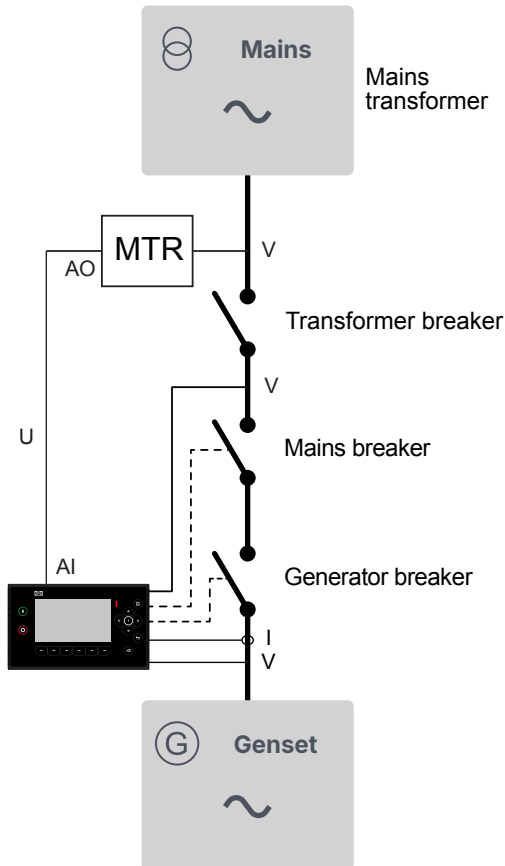 Mains
Mains
transformer
MTR
V
AO
Transformer breaker
V
U
Mains breaker
AI
Generator breaker
I
V
G
Genset